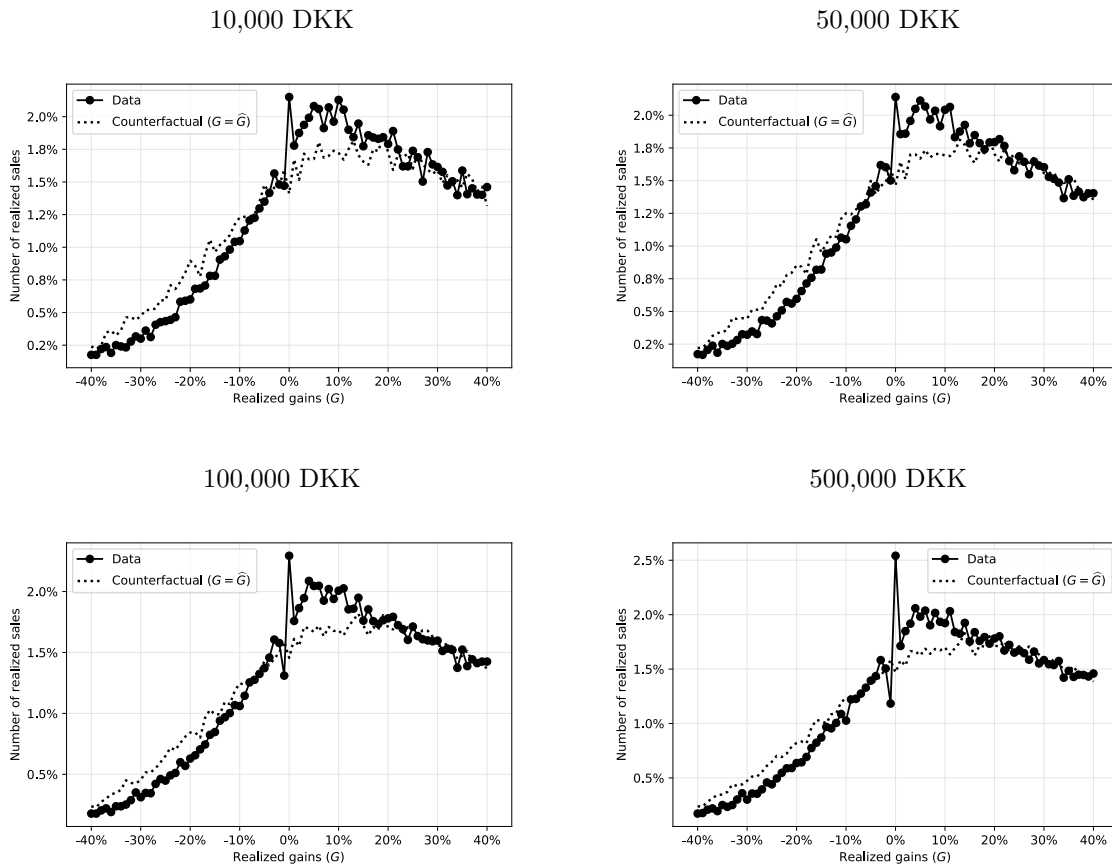 10,000 DKK
Number of realized sales
2.0%
1.8%
1.5%
1.2%
1.0%
0.8%
0.5%
0.2%
Data
Counterfactual (G = Ĝ)
-40% -30% -20% -10% 0% 10% 20% 30% 40%
Realized gains (G)
50,000 DKK
Number of realized sales
2.0%
1.8%
1.5%
1.2%
1.0%
0.8%
0.5%
0.2%
Data
Counterfactual (G = Ĝ)
-40% -30% -20% -10% 0% 10% 20% 30% 40%
Realized gains (G)
100,000 DKK
Number of realized sales
2.0%
1.5%
1.0%
0.5%
Data
Counterfactual (G = Ĝ)
-40% -30% -20% -10% 0% 10% 20% 30% 40%
Realized gains (G)
500,000 DKK
Number of realized sales
2.5%
2.0%
1.5%
1.0%
0.5%
Data
Counterfactual (G = Ĝ)
-40% -30% -20% -10% 0% 10% 20% 30% 40%
Realized gains (G)